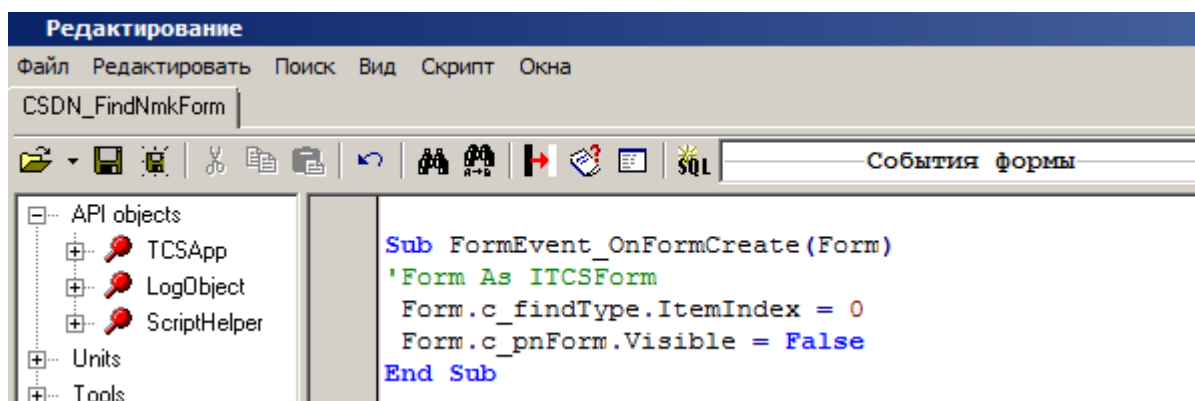 Редактирование
Файл Редактировать Поиск Вид Скрипт Окна
CSDN_FindNmkForm
A→B SQL События формы
API objects
TCSApp
LogObject
ScriptHelper
Units
Tools
Sub FormEvent_OnFormCreate(Form)
'Form As ITCSForm
Form.c_findType.ItemIndex = 0
Form.c_pnForm.Visible = False
End Sub